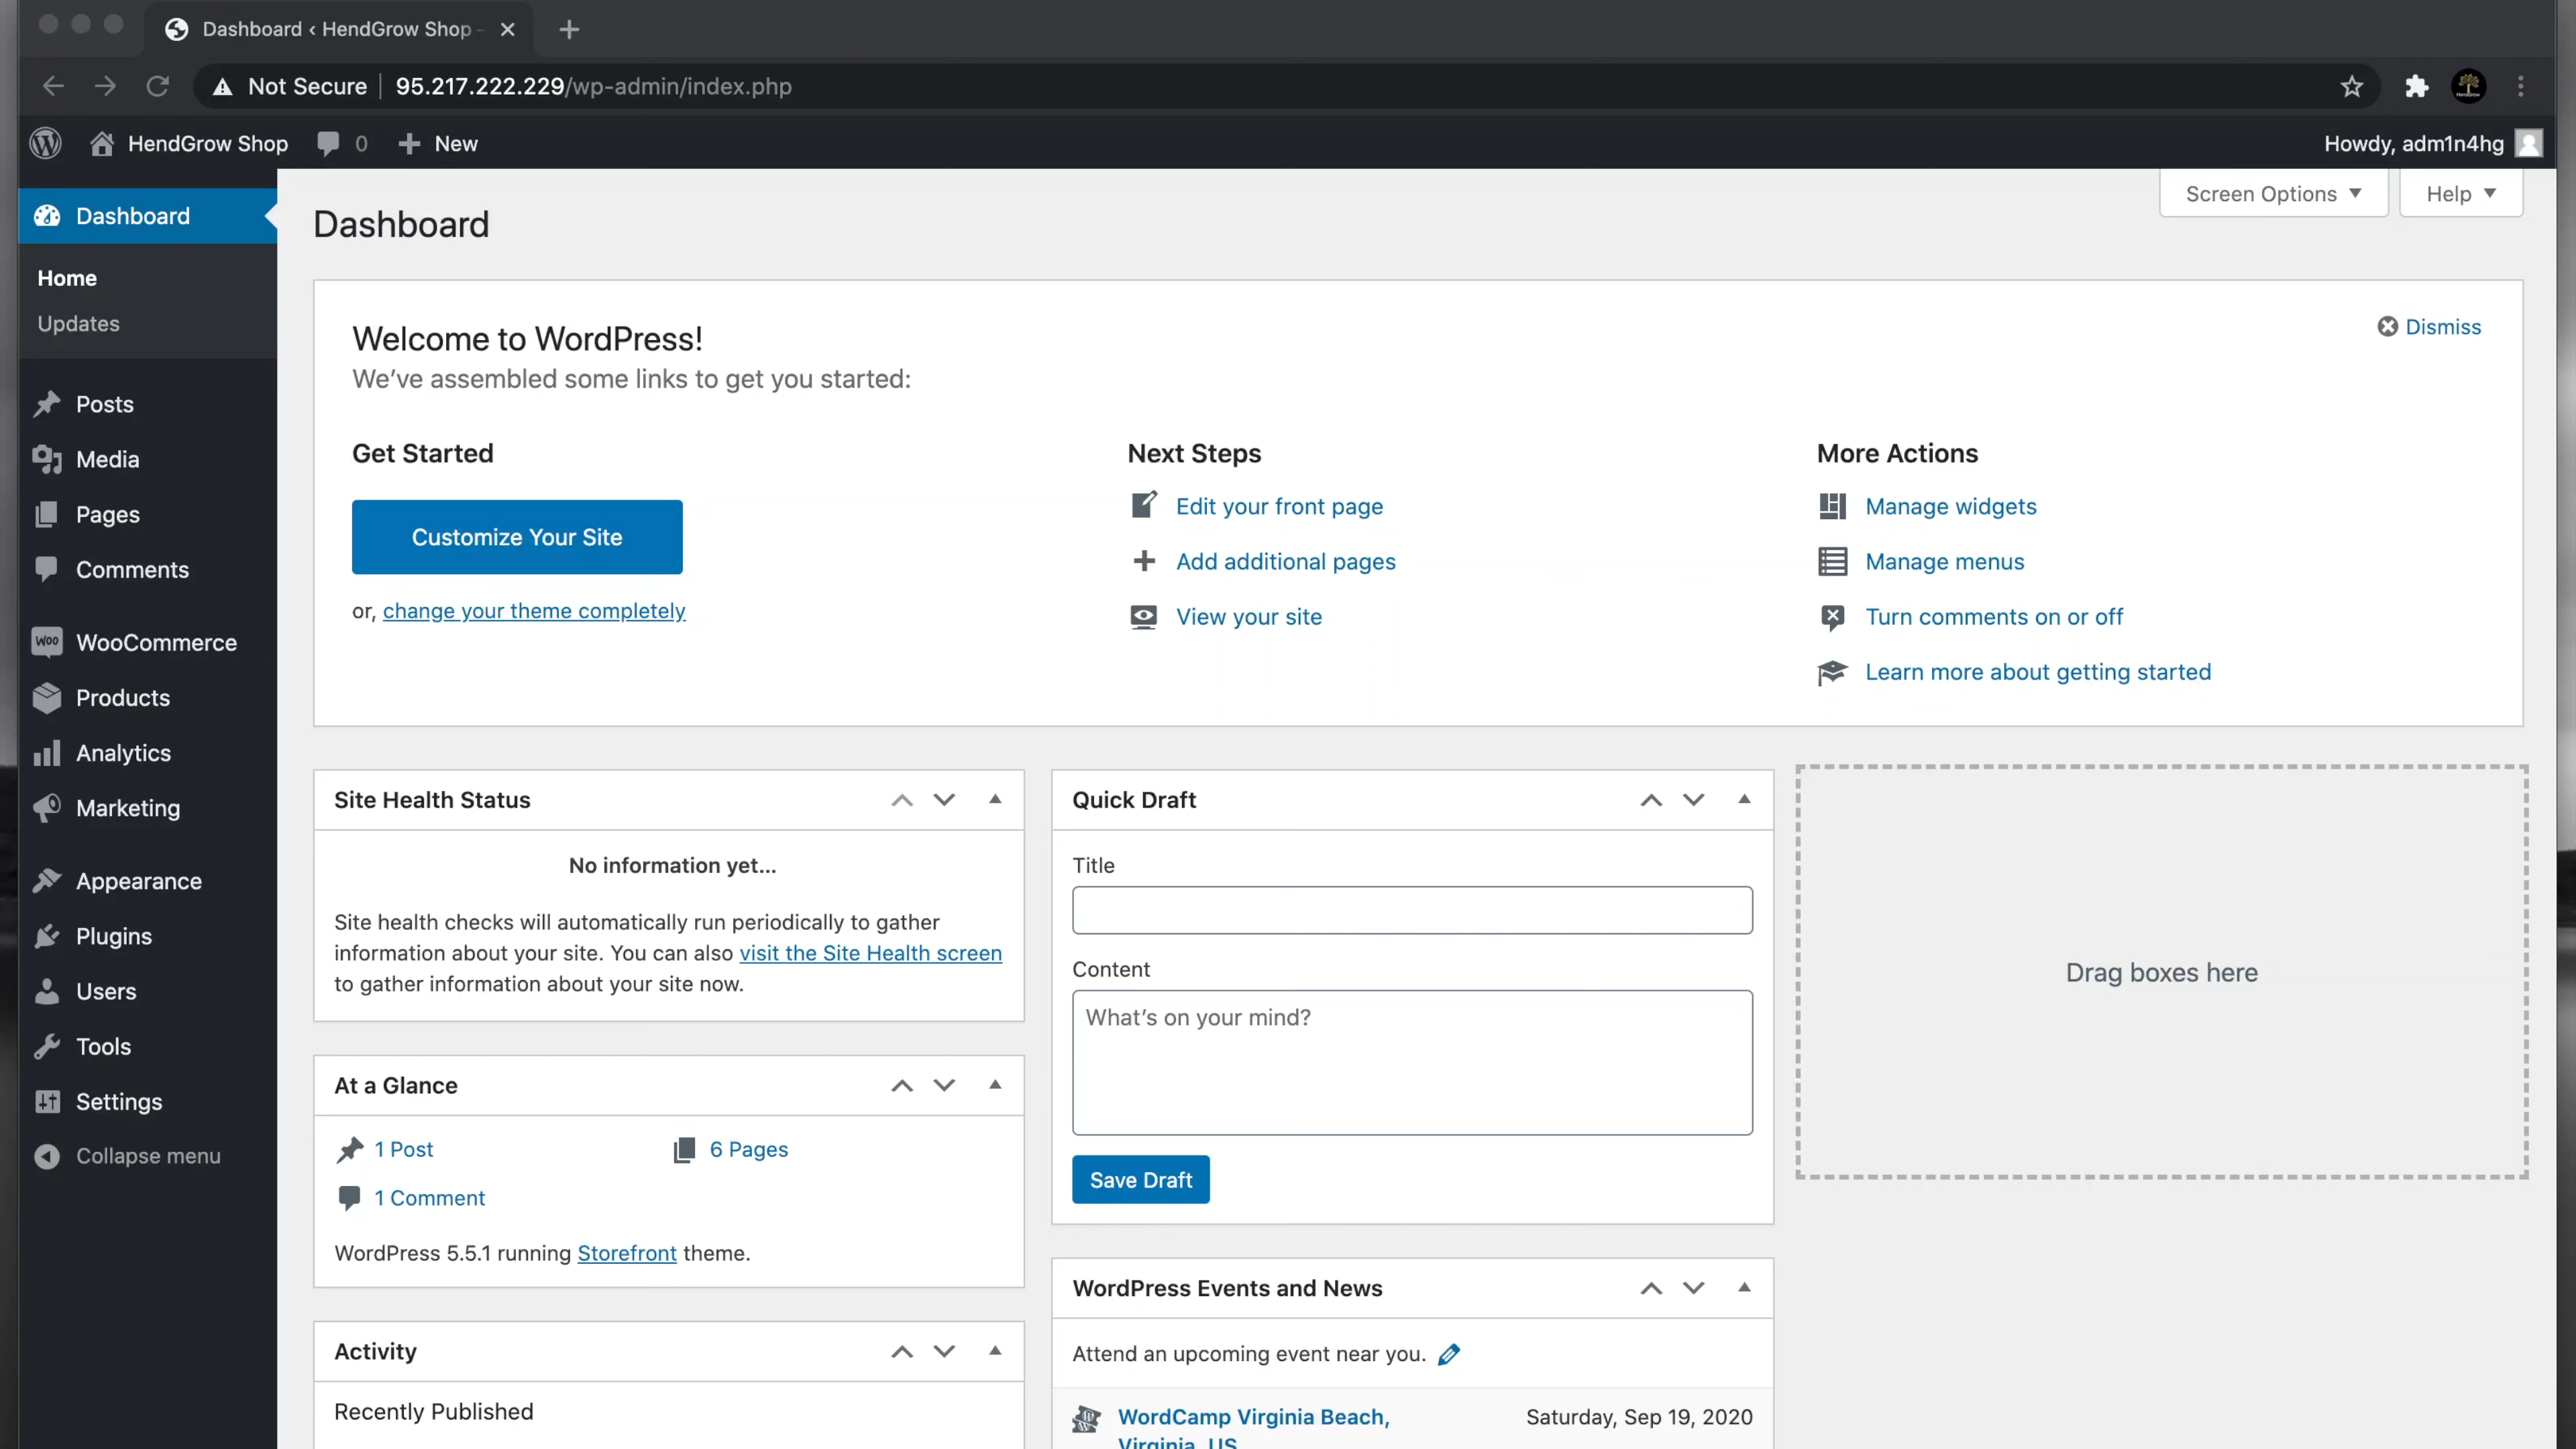 Dashboard ‹ HendGrow Shop -
Not Secure 95.217.222.229/wp-admin/index.php
HendGrow Shop 0 New
Howdy, adm1n4hg
Dashboard
Home
Updates
Posts
Media
Pages
Comments
WooCommerce
Products
Analytics
Marketing
Appearance
Plugins
Users
Tools
Settings
Collapse menu
Screen Options Help
Dashboard
Welcome to WordPress!
Dismiss
We’ve assembled some links to get you started:
Get Started
Customize Your Site
or, change your theme completely
Next Steps
Edit your front page
Add additional pages
View your site
More Actions
Manage widgets
Manage menus
Turn comments on or off
Learn more about getting started
Site Health Status
No information yet...
Site health checks will automatically run periodically to gather
information about your site. You can also visit the Site Health screen
to gather information about your site now.
At a Glance
1 Post
6 Pages
1 Comment
WordPress 5.5.1 running Storefront theme.
Activity
Recently Published
Quick Draft
Title
Content
What’s on your mind?
Save Draft
WordPress Events and News
Attend an upcoming event near you.
WordCamp Virginia Beach,
Virginia, US
Saturday, Sep 19, 2020
Drag boxes here